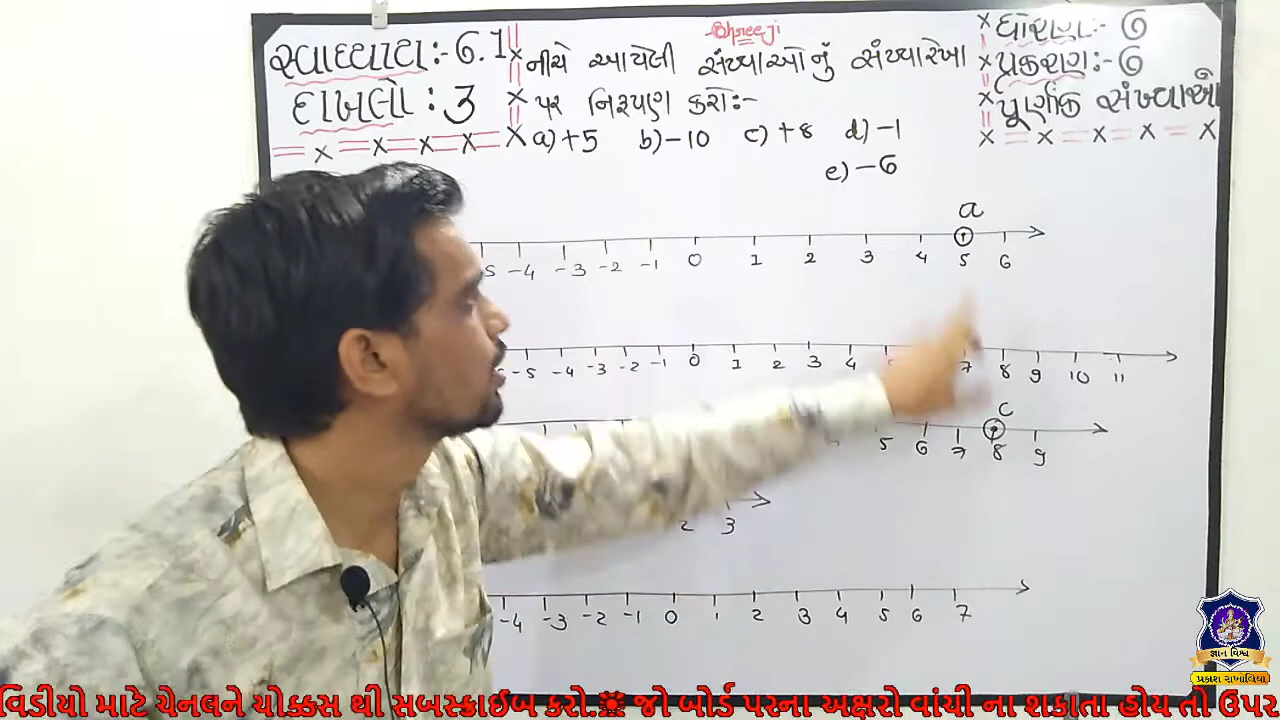 Shreeji
સ્વાધ્યાય:- 6.1
દાખલો : 3
નીચે આપેલી સંખ્યાઓનું સંખ્યારેખા
પર નિરૂપણ કરો:-
a) +5 b) -10 c) +8 d) -1
e) -6
ધોરણ:- 6
પ્રકરણ:- 6
પૂર્ણાંક સંખ્યાઓ
a
5 -4 -3 -2 -1 0 1 2 3 4 5 6
-5 -4 -3 -2 -1 0 1 2 3 4 7 8 9 10 11
c
5 6 7 8 9
2 3
-4 -3 -2 -1 0 1 2 3 4 5 6 7
જ્ઞાન વિશ્વ
પ્રકાશ રાખોલિયા
વિડીયો માટે ચેનલને ચોક્કસ થી સબસ્ક્રાઈબ કરો. જો બોર્ડ પરના અક્ષરો વાંચી ના શકાતા હોય તો ઉપર